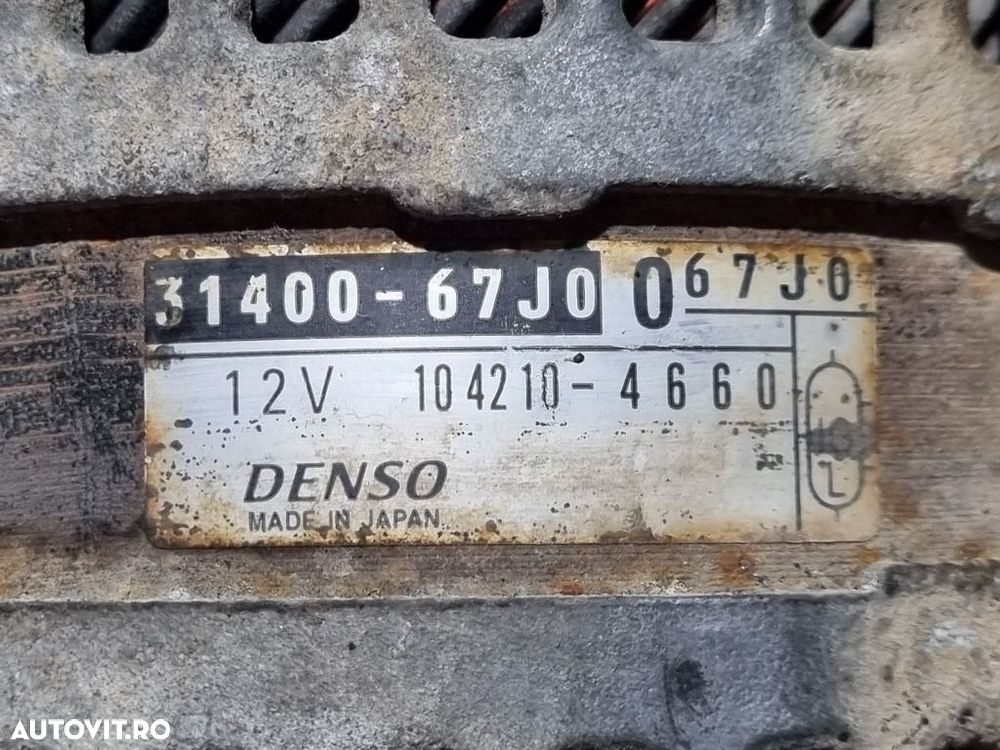 31400-67J0 0 67J0
12V 104210-4660
L
DENSO
MADE IN JAPAN
AUTOVIT.RO